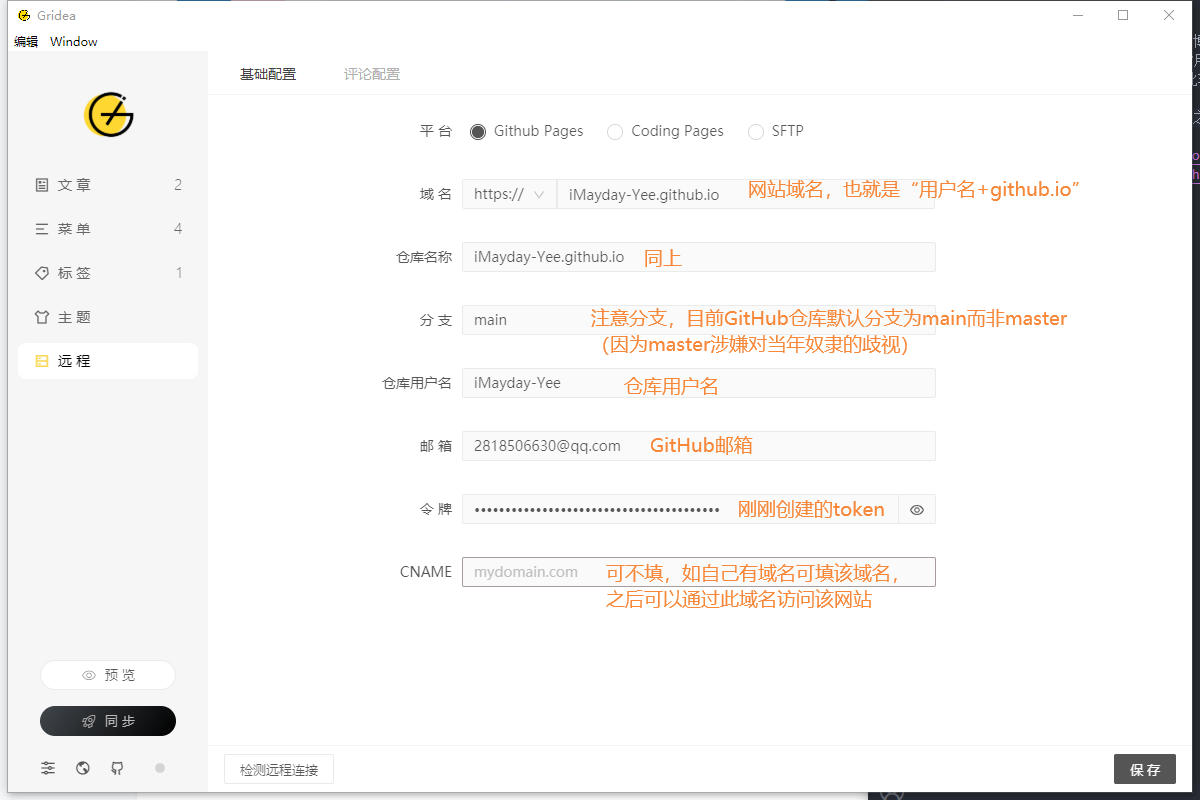 Gridea
编辑 Window
基础配置 评论配置
平台 Github Pages Coding Pages SFTP
文章 2
域名 https:// iMayday-Yee.github.io 网站域名，也就是“用户名+github.io”
菜单 4
仓库名称 iMayday-Yee.github.io 同上
标签 1
主题
分支 main 注意分支，目前GitHub仓库默认分支为main而非master
（因为master涉嫌对当年奴隶的歧视）
远程
仓库用户名 iMayday-Yee 仓库用户名
邮箱 2818506630@qq.com GitHub邮箱
令牌 •••••••••••••••••••••••••••••••••••••••• 刚刚创建的token
CNAME mydomain.com 可不填，如自己有域名可填该域名，
之后可以通过此域名访问该网站
预览
同步
检测远程连接 保存